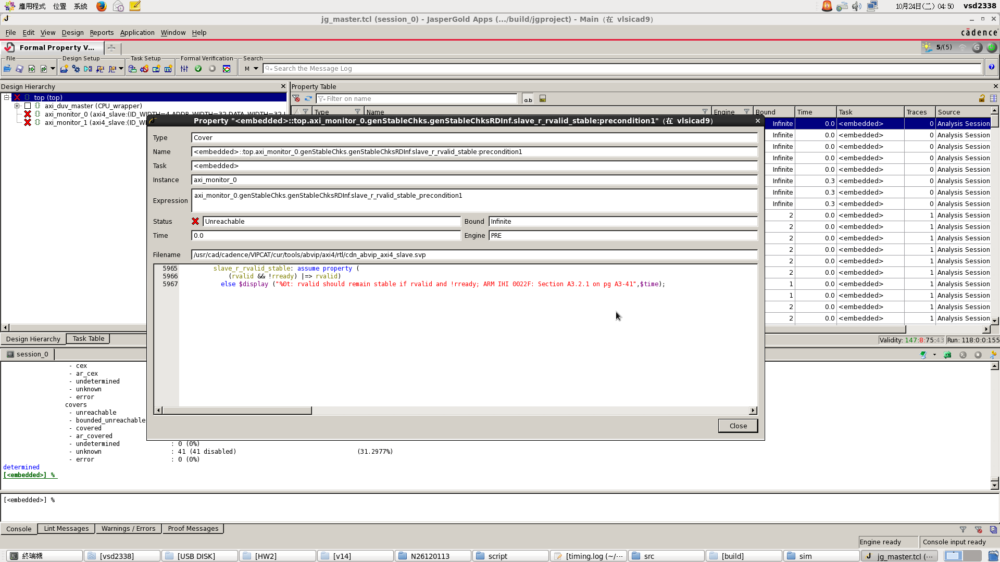 應用程式 位置 系統
10月24日(二) 04:50 vsd2338
jg_master.tcl (session_0) - JasperGold Apps (.../build/jgproject) - Main (在 vlsicad9)
File Edit View Design Reports Application Window Help
cādence
Formal Property V...
5/(5)
File Design Setup Task Setup Formal Verification Search
M Search the Message Log
Design Hierarchy
Property Table
top (top)
Filter on name
a.b
axi_duv_master (CPU_wrapper)
axi_monitor_0 (axi4_slave:(ID_WIDTH=4,ADDR_WIDTH=32,DATA_WIDTH=32,
axi_monitor_1 (axi4_slave:(ID_WI
Type Name Engine Bound Time Task Traces Source
Infinite 0.0 <embedded> 0 Analysis Session
Infinite 0.0 <embedded> 0 Analysis Session
Infinite 0.0 <embedded> 0 Analysis Session
Infinite 0.0 <embedded> 0 Analysis Session
Infinite 0.0 <embedded> 0 Analysis Session
Infinite 0.3 <embedded> 0 Analysis Session
Infinite 0.3 <embedded> 0 Analysis Session
Infinite 0.3 <embedded> 0 Analysis Session
2 0.0 <embedded> 1 Analysis Session
2 0.0 <embedded> 1 Analysis Session
2 0.0 <embedded> 1 Analysis Session
2 0.0 <embedded> 1 Analysis Session
2 0.0 <embedded> 1 Analysis Session
2 0.0 <embedded> 1 Analysis Session
1 0.0 <embedded> 1 Analysis Session
1 0.0 <embedded> 1 Analysis Session
2 0.0 <embedded> 1 Analysis Session
2 0.0 <embedded> 1 Analysis Session
Validity: 147:8:75:43 Run: 118:0:0:155
Property "<embedded>::top.axi_monitor_0.genStableChks.genStableChksRDInf.slave_r_rvalid_stable:precondition1" (在 vlsicad9)
Type Cover
Name <embedded>::top.axi_monitor_0.genStableChks.genStableChksRDInf.slave_r_rvalid_stable:precondition1
Task <embedded>
Instance axi_monitor_0
Expression axi_monitor_0.genStableChks.genStableChksRDInf.slave_r_rvalid_stable_precondition1
Status Unreachable Bound Infinite
Time 0.0 Engine PRE
Filename /usr/cad/cadence/VIPCAT/cur/tools/abvip/axi4/rtl/cdn_abvip_axi4_slave.svp
5965 slave_r_rvalid_stable: assume property (
5966 (rvalid && !rready) |=> rvalid)
5967 else $display ("%0t: rvalid should remain stable if rvalid and !rready; ARM IHI 0022F: Section A3.2.1 on pg A3-41",$time);
Close
Design Hierarchy Task Table
session_0
- cex
- ar_cex
- undetermined
- unknown
- error
covers
- unreachable
- bounded_unreachable
- covered
- ar_covered
- undetermined : 0 (0%)
- unknown : 41 (41 disabled) (31.2977%)
- error : 0 (0%)
determined
[<embedded>] %
[<embedded>] %
Console Lint Messages Warnings / Errors Proof Messages
Engine ready Console input ready
終端機 [vsd2338] [USB DISK] [HW2] [v14] N26120113 script [timing.log (~/··· src [build] sim jg_master.tcl (···